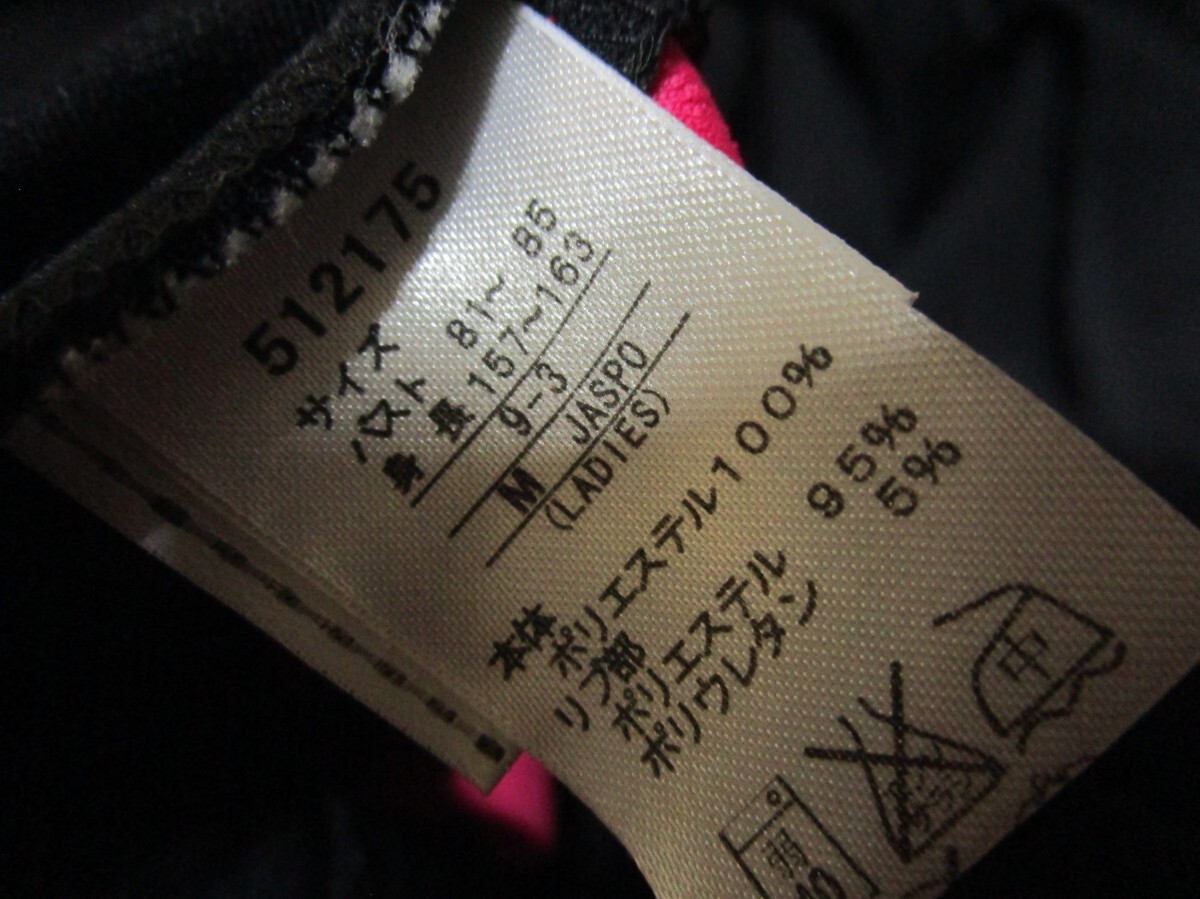 512175
サイズ
バスト 81~ 85
身 長 157~163
9-3
M JASPO
(LADIES)
本体
ポリエステル100%
リブ部
ポリエステル 95%
ポリウレタン 5%
中
弱
40